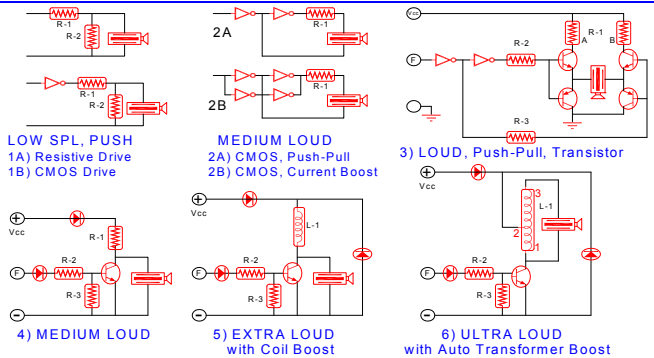 R-1
R-2
R-1
R-2
LOW SPL, PUSH
1A) Resistive Drive
1B) CMOS Drive
2A
R-1
2B
R-1
MEDIUM LOUD
2A) CMOS, Push-Pull
2B) CMOS, Current Boost
Vcc
R-1
A
B
F
R-2
R-3
3) LOUD, Push-Pull, Transistor
Vcc
R-1
F
R-2
R-3
4) MEDIUM LOUD
Vcc
L-1
F
R-2
R-3
5) EXTRA LOUD
with Coil Boost
Vcc
3
L-1
2
1
F
R-2
R-3
6) ULTRA LOUD
with Auto Transformer Boost